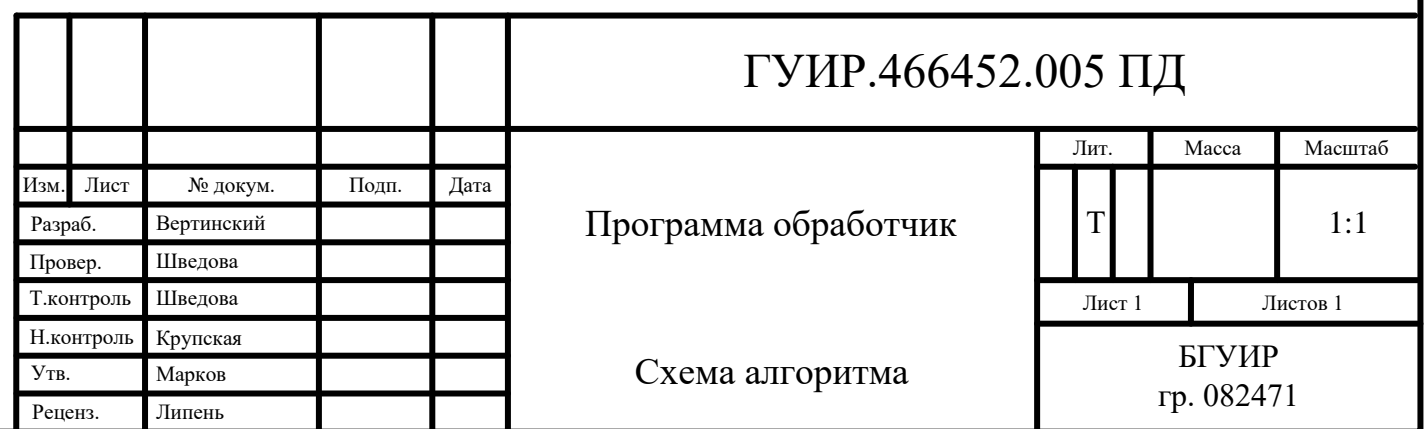 ГУИР.466452.005 ПД
Лит. Масса Масштаб
Изм. Лист № докум. Подп. Дата
Разраб. Вертинский
Программа обработчик
Т 1:1
Провер. Шведова
Т.контроль Шведова
Лист 1 Листов 1
Н.контроль Крупская
Утв. Марков
Схема алгоритма
БГУИР
гр. 082471
Реценз. Липень